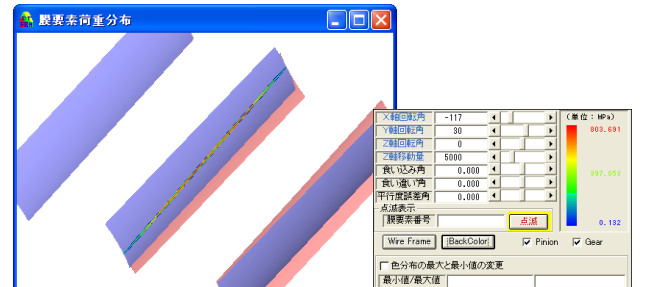 膜要素荷重分布
X軸回転角 -117
Y軸回転角 30
Z軸回転角 0
Z軸移動量 5000
食い込み角 0.000
食い違い角 0.000
平行度誤差角 0.000
点滅表示
膜要素番号 点滅
Wire Frame BackColor Pinion Gear
色分布の最大と最小値の変更
最小値/最大値
(単位: MPa)
803.691
0.132